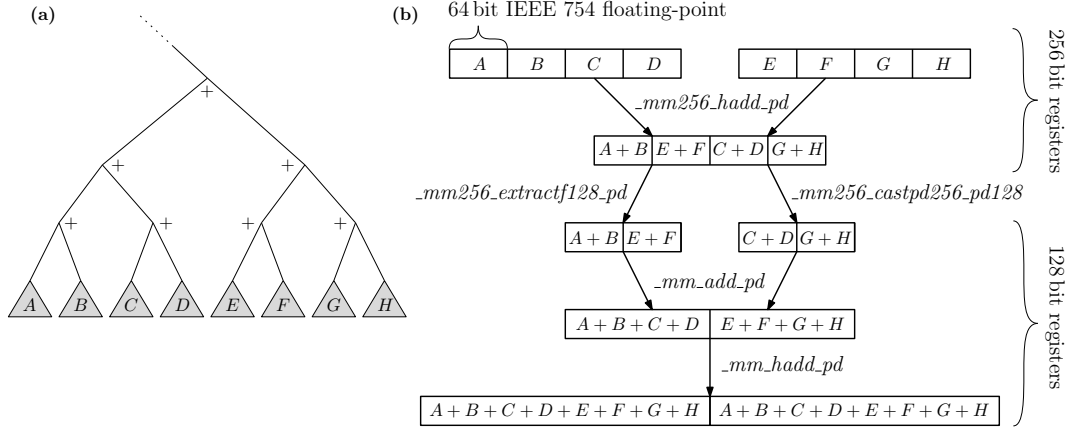 (a)
+
+ +
+ + + +
A B C D E F G H
(b)
64 bit IEEE 754 floating-point
A B C D E F G H
_mm256_hadd_pd
A + B E + F C + D G + H
_mm256_extractf128_pd _mm256_castpd256_pd128
A + B E + F C + D G + H
_mm_add_pd
A + B + C + D E + F + G + H
_mm_hadd_pd
A + B + C + D + E + F + G + H A + B + C + D + E + F + G + H
256 bit registers
128 bit registers